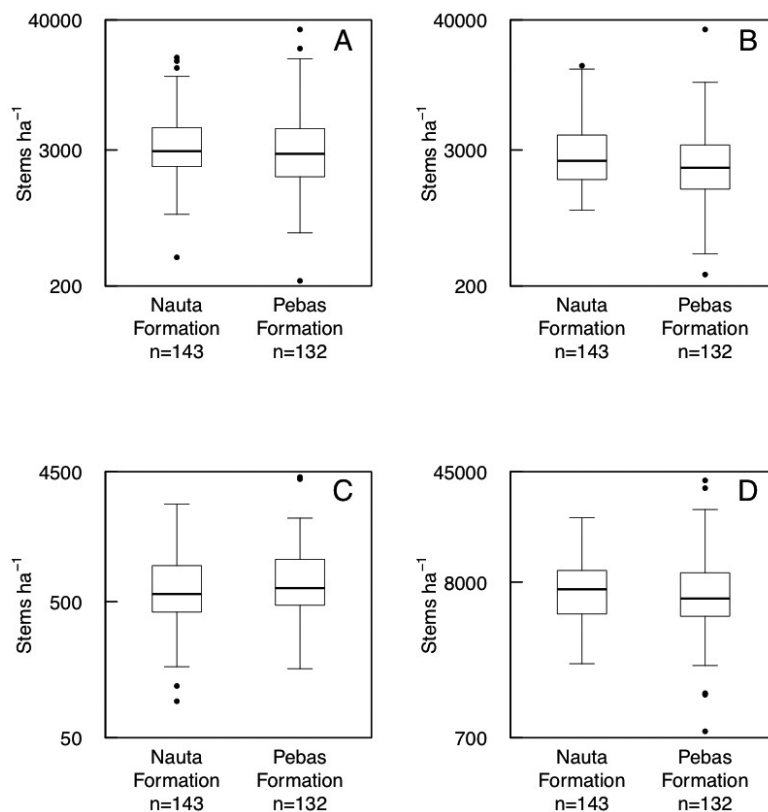 A
40000
3000
200
Stems ha⁻¹
Nauta
Formation
n=143
Pebas
Formation
n=132
B
40000
3000
200
Stems ha⁻¹
Nauta
Formation
n=143
Pebas
Formation
n=132
C
4500
500
50
Stems ha⁻¹
Nauta
Formation
n=143
Pebas
Formation
n=132
D
45000
8000
700
Stems ha⁻¹
Nauta
Formation
n=143
Pebas
Formation
n=132